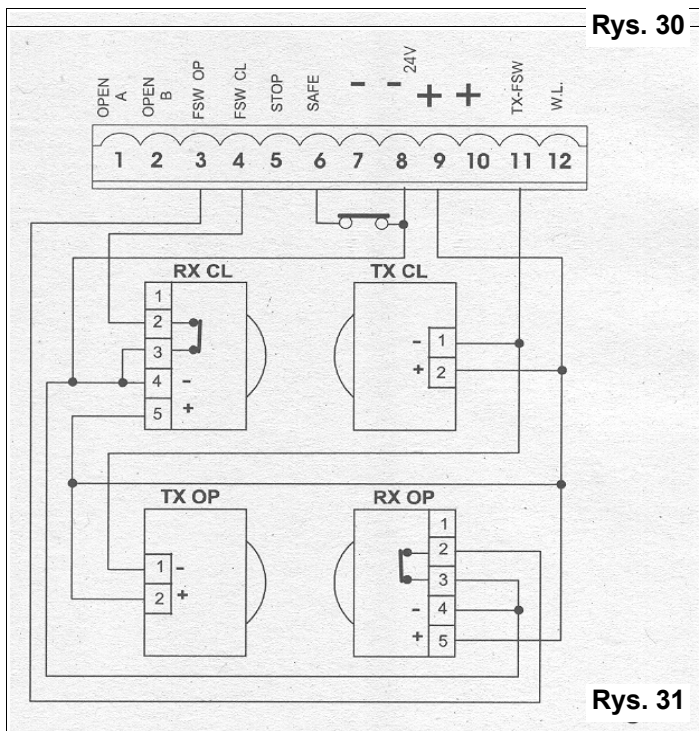 Rys. 30
OPEN A
OPEN B
FSW OP
FSW CL
STOP
SAFE
-
-
24V
+
+
TX-FSW
W.L.
1 2 3 4 5 6 7 8 9 10 11 12
RX CL
1
2
3
4 -
5 +
TX CL
- 1
+ 2
TX OP
1 -
2 +
RX OP
1
2
3
- 4
+ 5
Rys. 31